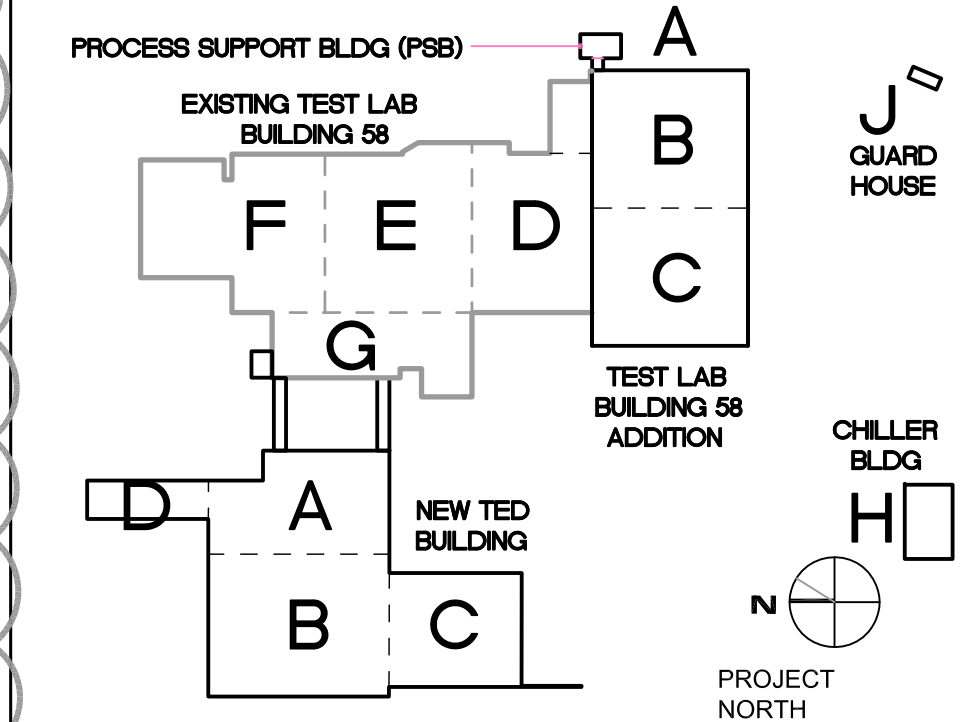 PROCESS SUPPORT BLDG (PSB)
A
EXISTING TEST LAB
BUILDING 58
B
J
GUARD
HOUSE
F
E
D
C
G
TEST LAB
BUILDING 58
ADDITION
CHILLER
BLDG
H
D
A
NEW TED
BUILDING
B
C
N
PROJECT
NORTH